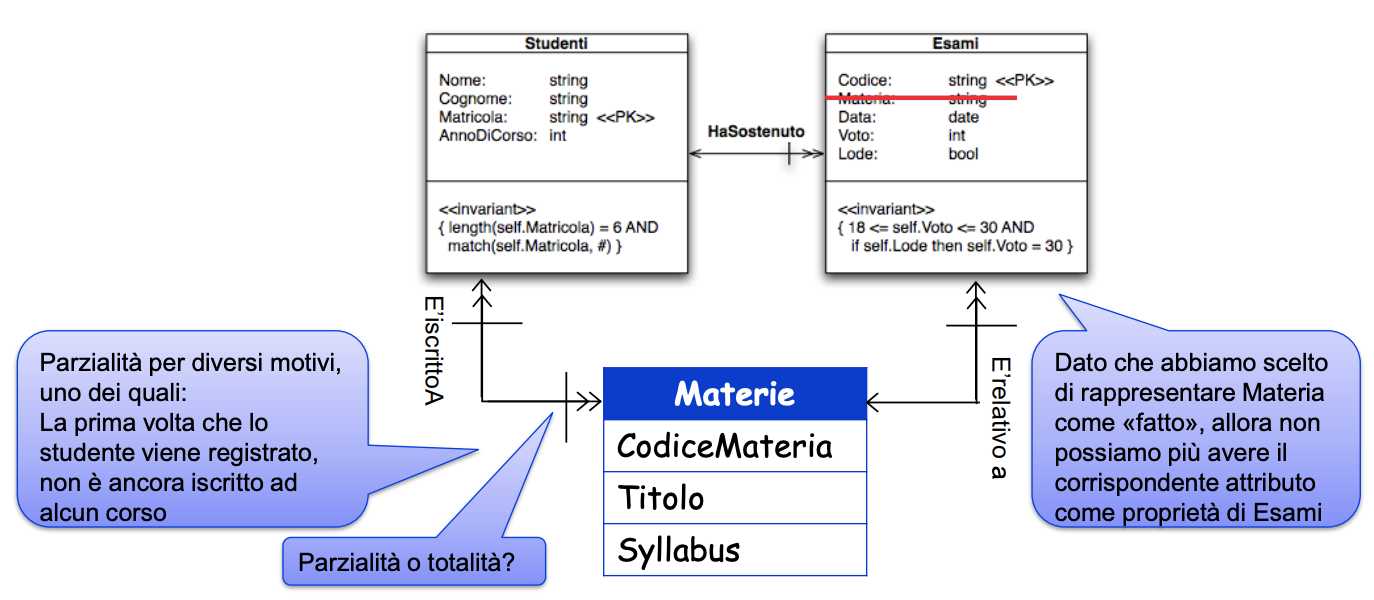 Studenti
Nome: string
Cognome: string
Matricola: string <<PK>>
AnnoDiCorso: int
<<invariant>>
{ length(self.Matricola) = 6 AND
match(self.Matricola, #) }
HaSostenuto
Esami
Codice: string <<PK>>
Materia: string
Data: date
Voto: int
Lode: bool
<<invariant>>
{ 18 <= self.Voto <= 30 AND
if self.Lode then self.Voto = 30 }
E'iscrittoA
E'relativo a
Parzialità per diversi motivi,
uno dei quali:
La prima volta che lo
studente viene registrato,
non è ancora iscritto ad
alcun corso
Parzialità o totalità?
Materie
CodiceMateria
Titolo
Syllabus
Dato che abbiamo scelto
di rappresentare Materia
come «fatto», allora non
possiamo più avere il
corrispondente attributo
come proprietà di Esami